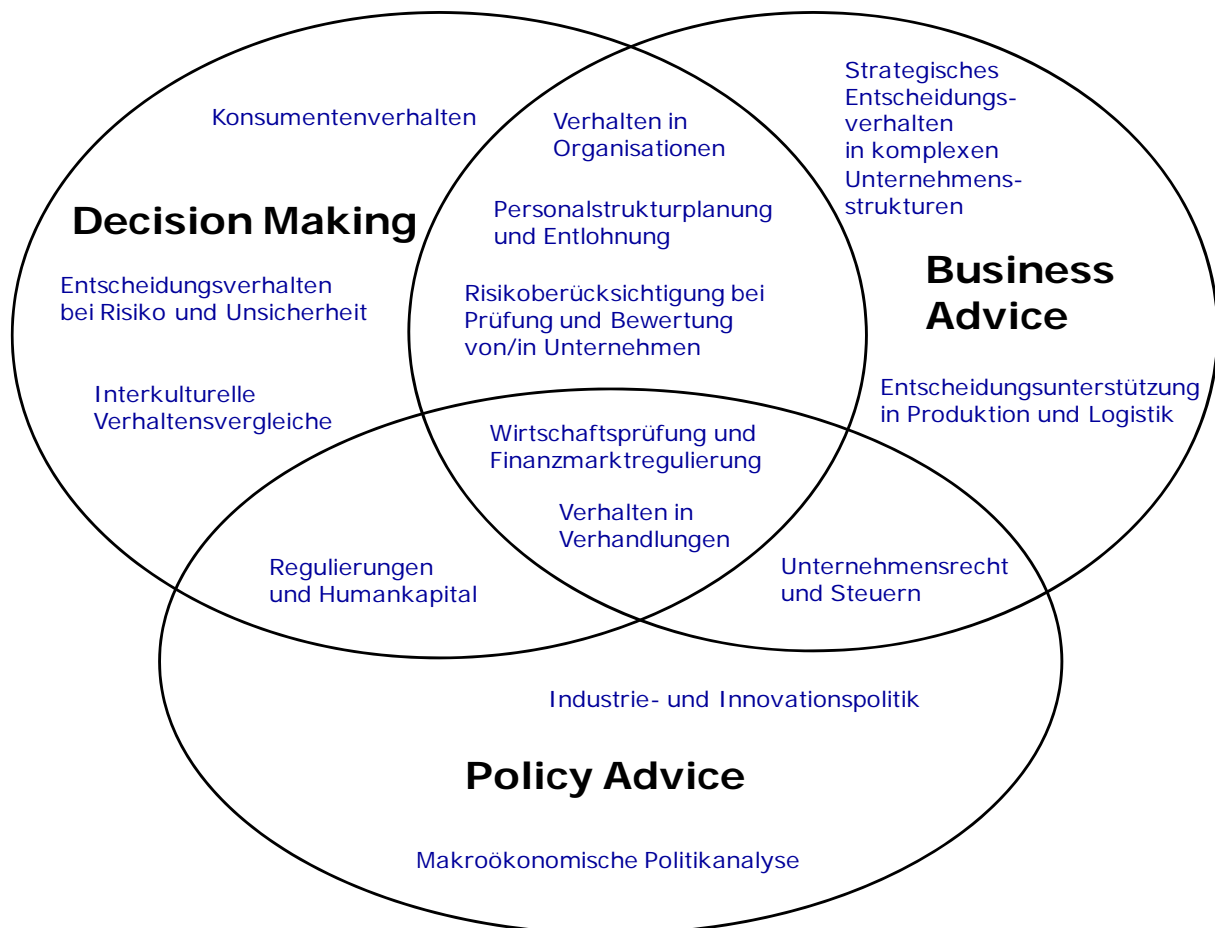 Konsumentenverhalten
Verhalten in
Organisationen
Strategisches
Entscheidungs-
verhalten
in komplexen
Unternehmens-
strukturen
Decision Making
Personalstrukturplanung
und Entlohnung
Business
Advice
Entscheidungsverhalten
bei Risiko und Unsicherheit
Risikoberücksichtigung bei
Prüfung und Bewertung
von/in Unternehmen
Interkulturelle
Verhaltensvergleiche
Entscheidungsunterstützung
in Produktion und Logistik
Wirtschaftsprüfung und
Finanzmarktregulierung
Verhalten in
Verhandlungen
Regulierungen
und Humankapital
Unternehmensrecht
und Steuern
Industrie- und Innovationspolitik
Policy Advice
Makroökonomische Politikanalyse